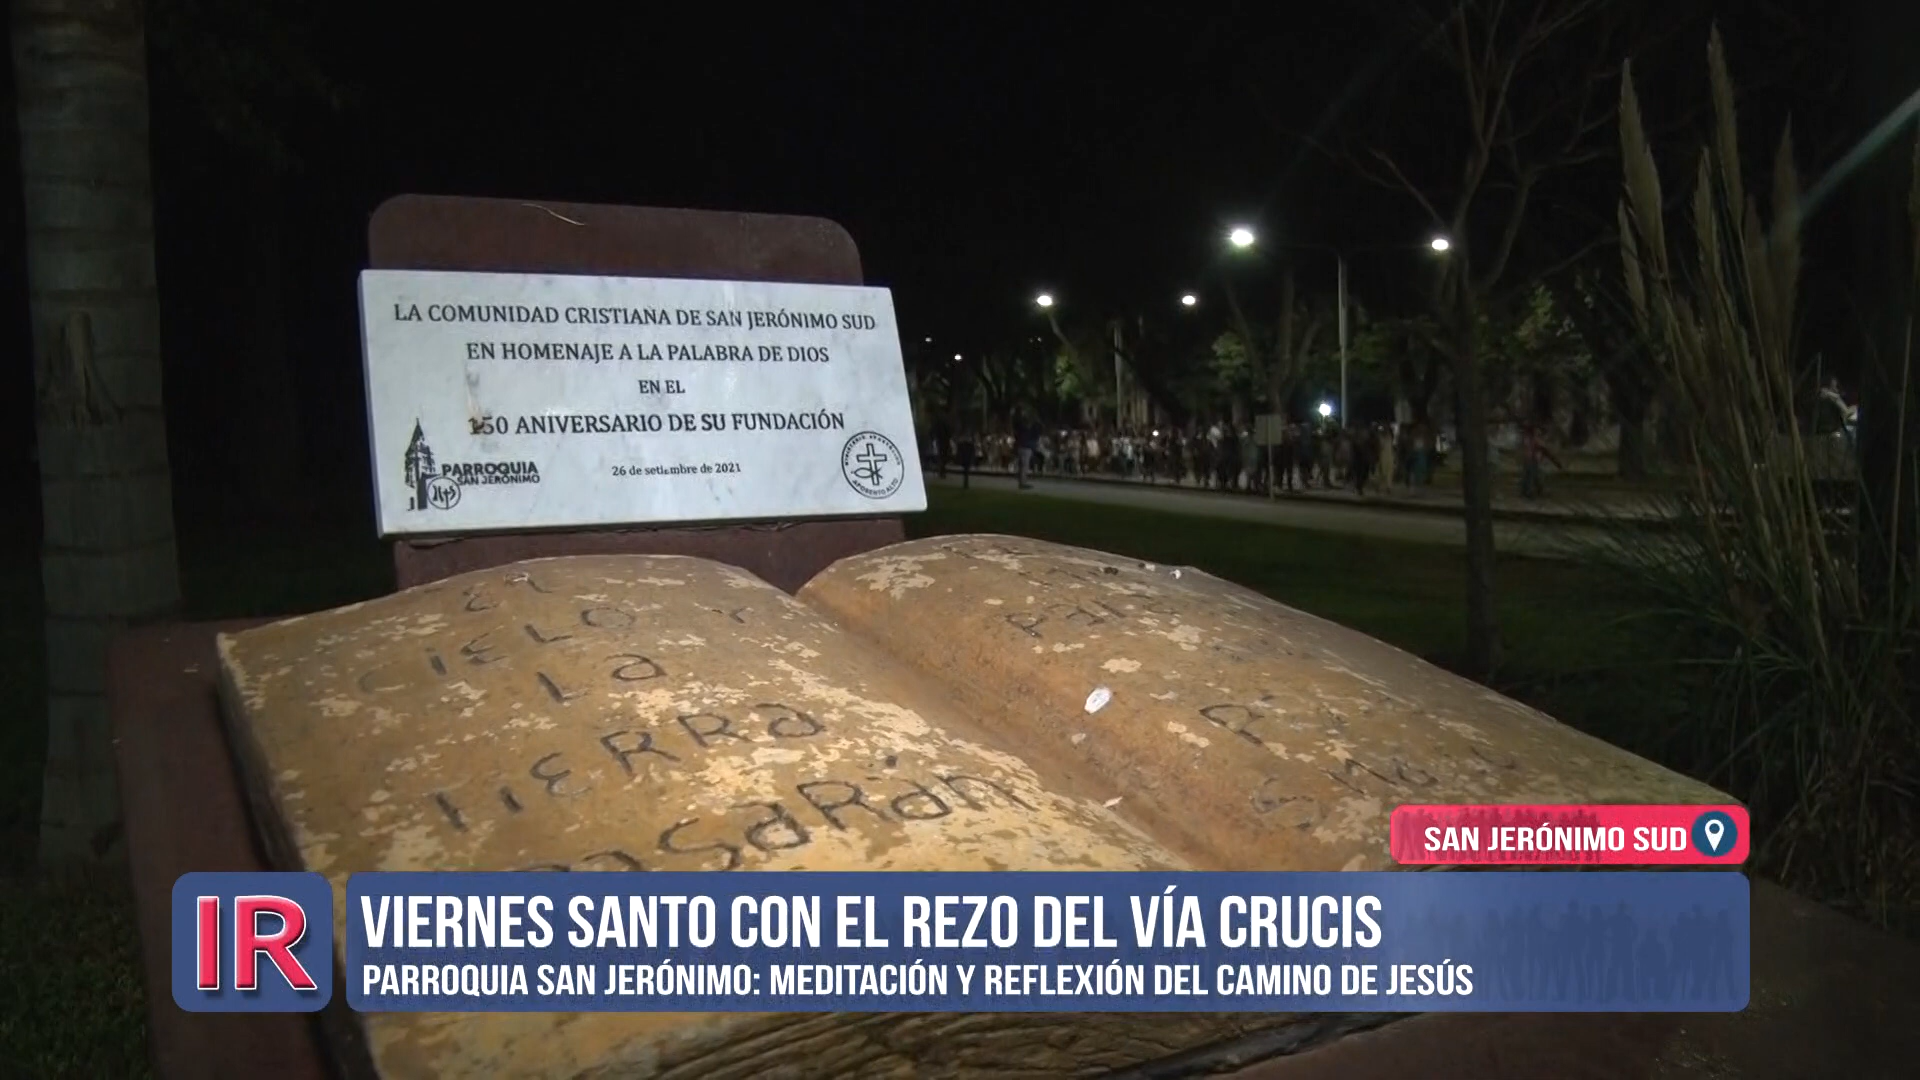 LA COMUNIDAD CRISTIANA DE SAN JERÓNIMO SUD
EN HOMENAJE A LA PALABRA DE DIOS
EN EL
150 ANIVERSARIO DE SU FUNDACIÓN
26 de setiembre de 2021
PARROQUIA
SAN JERÓNIMO
APOSENTO ALTO
EL
CIELO Y
La
TIERRa
PaSaRáN
SAN JERÓNIMO SUD
IR
VIERNES SANTO CON EL REZO DEL VÍA CRUCIS
PARROQUIA SAN JERÓNIMO: MEDITACIÓN Y REFLEXIÓN DEL CAMINO DE JESÚS